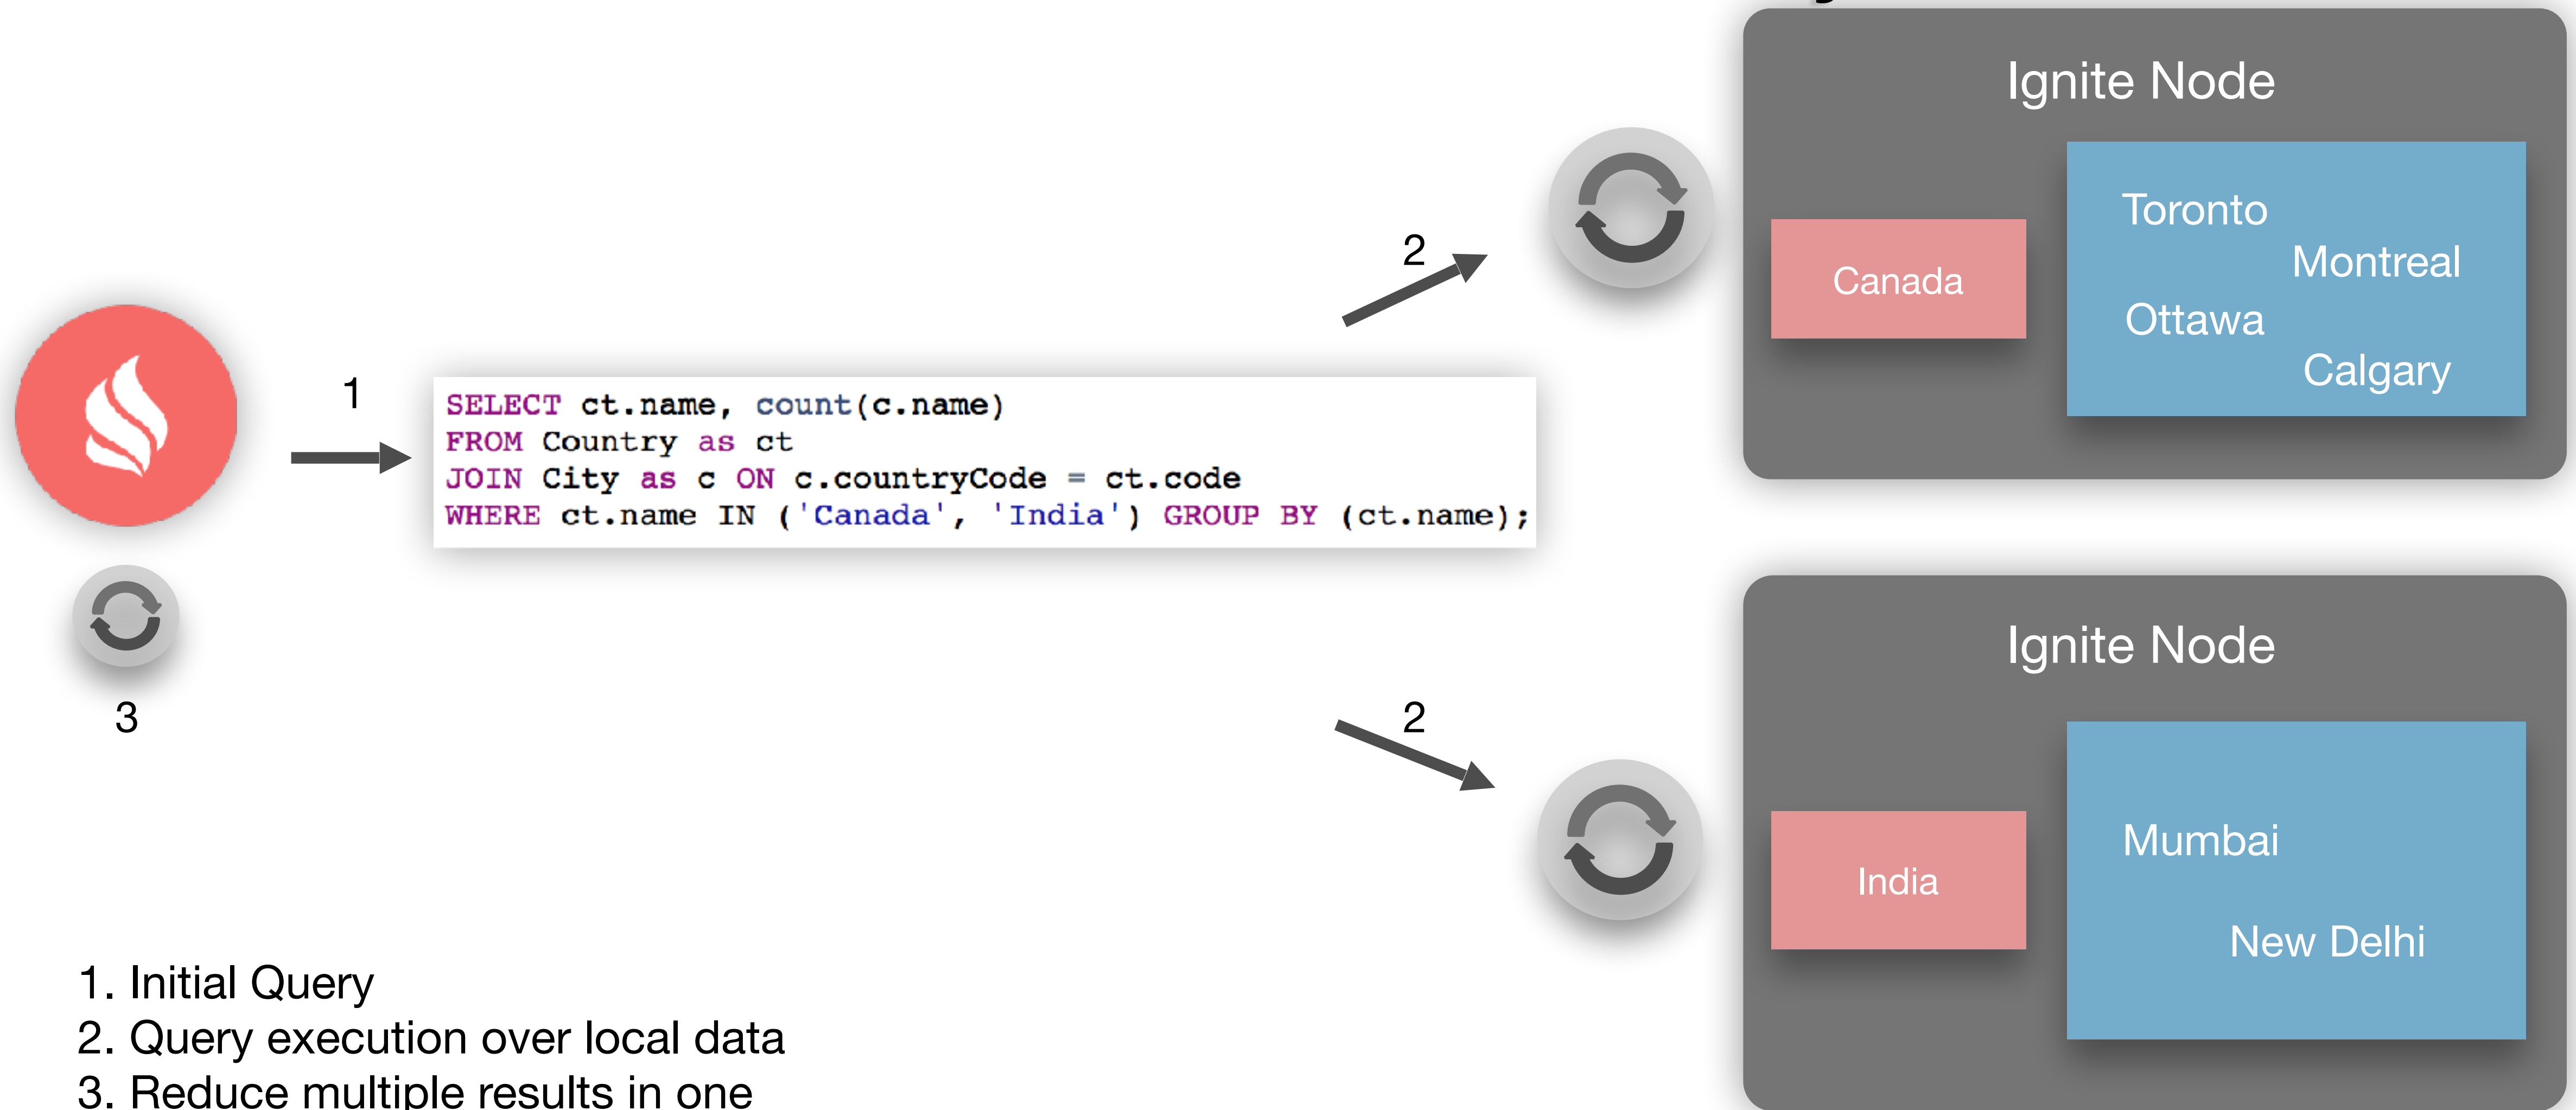 Ignite Node
Toronto
Montreal
Canada
Ottawa
Calgary
2
1
SELECT ct.name, count(c.name)
FROM Country as ct
JOIN City as c ON c.countryCode = ct.code
WHERE ct.name IN ('Canada', 'India') GROUP BY (ct.name);
3
2
Ignite Node
Mumbai
India
New Delhi
1. Initial Query
2. Query execution over local data
3. Reduce multiple results in one